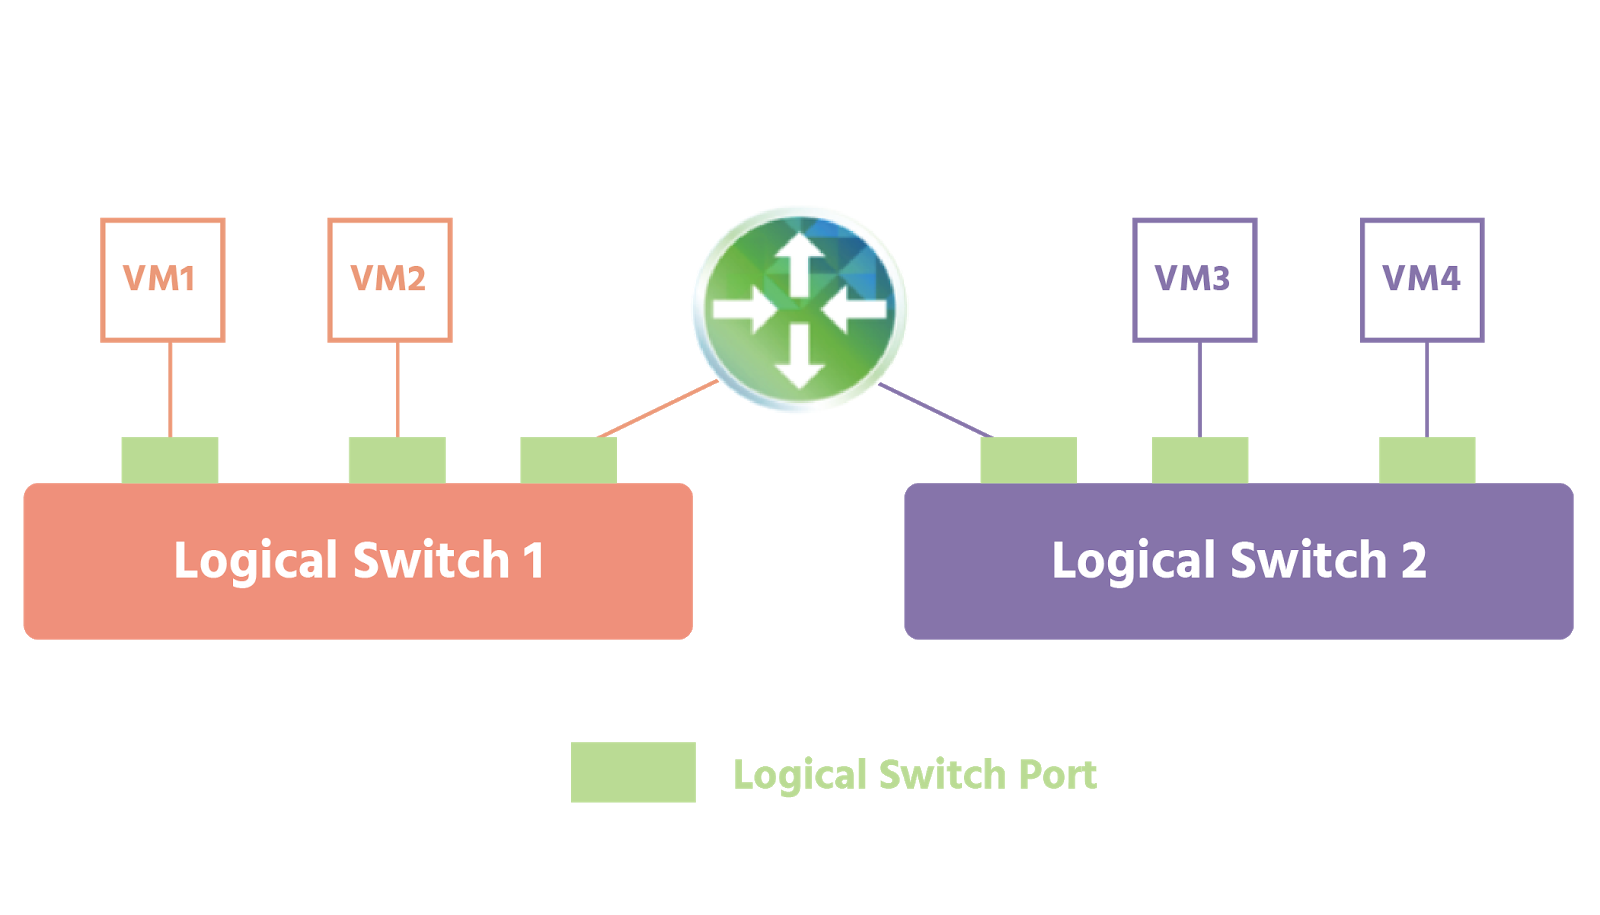 VM1
VM2
VM3
VM4
Logical Switch 1
Logical Switch 2
Logical Switch Port